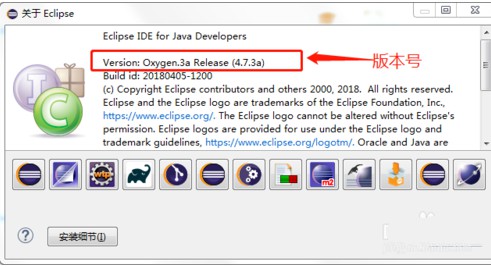 关于 Eclipse
Eclipse IDE for Java Developers
Version: Oxygen.3a Release (4.7.3a)
版本号
Build id: 20180405-1200
(c) Copyright Eclipse contributors and others 2000, 2018.  All rights reserved.
Eclipse and the Eclipse logo are trademarks of the Eclipse Foundation, Inc.,
https://www.eclipse.org/. The Eclipse logo cannot be altered without Eclipse's
permission. Eclipse logos are provided for use under the Eclipse logo and
trademark guidelines, https://www.eclipse.org/logotm/. Oracle and Java are
wtp
m2
安装细节(I)